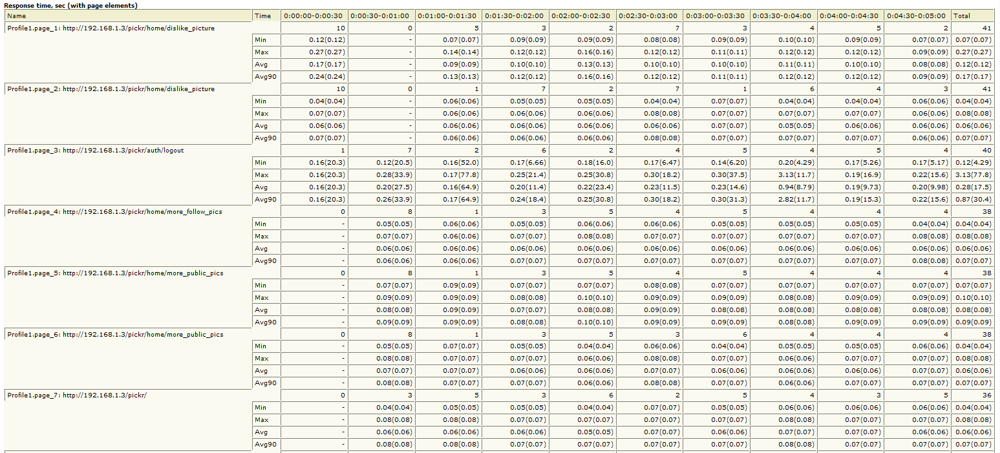 Response time, sec (with page elements)
Name Time 0:00:00-0:00:30 0:00:30-0:01:00 0:01:00-0:01:30 0:01:30-0:02:00 0:02:00-0:02:30 0:02:30-0:03:00 0:03:00-0:03:30 0:03:30-0:04:00 0:04:00-0:04:30 0:04:30-0:05:00 Total
Profile1.page_1: http://192.168.1.3/pickr/home/dislike_picture 10 0 5 3 2 7 3 4 5 2 41
Min 0.12(0.12) - 0.07(0.07) 0.09(0.09) 0.09(0.09) 0.08(0.08) 0.09(0.09) 0.10(0.10) 0.09(0.09) 0.07(0.07) 0.07(0.07)
Max 0.27(0.27) - 0.14(0.14) 0.12(0.12) 0.16(0.16) 0.12(0.12) 0.11(0.11) 0.12(0.12) 0.12(0.12) 0.09(0.09) 0.27(0.27)
Avg 0.17(0.17) - 0.09(0.09) 0.10(0.10) 0.13(0.13) 0.10(0.10) 0.10(0.10) 0.11(0.11) 0.10(0.10) 0.08(0.08) 0.12(0.12)
Avg90 0.24(0.24) - 0.13(0.13) 0.12(0.12) 0.16(0.16) 0.12(0.12) 0.11(0.11) 0.12(0.12) 0.12(0.12) 0.09(0.09) 0.17(0.17)
Profile1.page_2: http://192.168.1.3/pickr/home/dislike_picture 10 0 1 7 2 7 1 6 4 3 41
Min 0.04(0.04) - 0.06(0.06) 0.05(0.05) 0.05(0.05) 0.04(0.04) 0.07(0.07) 0.04(0.04) 0.04(0.04) 0.06(0.06) 0.04(0.04)
Max 0.07(0.07) - 0.06(0.06) 0.06(0.06) 0.06(0.06) 0.08(0.08) 0.07(0.07) 0.07(0.07) 0.07(0.07) 0.06(0.06) 0.08(0.08)
Avg 0.06(0.06) - 0.06(0.06) 0.06(0.06) 0.06(0.06) 0.06(0.06) 0.07(0.07) 0.05(0.05) 0.06(0.06) 0.06(0.06) 0.06(0.06)
Avg90 0.07(0.07) - 0.06(0.06) 0.06(0.06) 0.06(0.06) 0.08(0.08) 0.07(0.07) 0.07(0.07) 0.07(0.07) 0.06(0.06) 0.07(0.07)
Profile1.page_3: http://192.168.1.3/pickr/auth/logout 1 7 2 6 2 4 5 4 5 4 40
Min 0.16(20.3) 0.12(20.5) 0.16(52.0) 0.17(6.66) 0.18(16.0) 0.17(6.47) 0.14(6.20) 0.20(4.29) 0.17(5.26) 0.17(5.17) 0.12(4.29)
Max 0.16(20.3) 0.28(33.9) 0.17(77.8) 0.25(21.4) 0.25(30.8) 0.30(18.2) 0.30(37.5) 3.13(11.7) 0.19(16.9) 0.22(15.6) 3.13(77.8)
Avg 0.16(20.3) 0.20(27.5) 0.16(64.9) 0.20(11.4) 0.22(23.4) 0.23(11.5) 0.23(14.6) 0.94(8.79) 0.19(9.73) 0.20(9.98) 0.28(17.5)
Avg90 0.16(20.3) 0.26(33.9) 0.17(64.9) 0.24(18.4) 0.25(30.8) 0.30(18.2) 0.30(31.3) 2.82(11.7) 0.19(15.3) 0.22(15.6) 0.87(30.4)
Profile1.page_4: http://192.168.1.3/pickr/home/more_follow_pics 0 8 1 3 5 4 5 4 4 4 38
Min - 0.05(0.05) 0.06(0.06) 0.05(0.05) 0.06(0.06) 0.06(0.06) 0.05(0.05) 0.05(0.05) 0.05(0.05) 0.04(0.04) 0.04(0.04)
Max - 0.07(0.07) 0.06(0.06) 0.07(0.07) 0.08(0.08) 0.07(0.07) 0.07(0.07) 0.07(0.07) 0.07(0.07) 0.08(0.08) 0.08(0.08)
Avg - 0.06(0.06) 0.06(0.06) 0.06(0.06) 0.06(0.06) 0.06(0.06) 0.06(0.06) 0.06(0.06) 0.06(0.06) 0.06(0.06) 0.06(0.06)
Avg90 - 0.06(0.06) 0.06(0.06) 0.07(0.07) 0.07(0.07) 0.07(0.07) 0.07(0.07) 0.07(0.07) 0.07(0.07) 0.08(0.08) 0.07(0.07)
Profile1.page_5: http://192.168.1.3/pickr/home/more_public_pics 0 8 1 3 5 4 5 4 4 4 38
Min - 0.07(0.07) 0.09(0.09) 0.07(0.07) 0.07(0.07) 0.08(0.08) 0.07(0.07) 0.07(0.07) 0.07(0.07) 0.07(0.07) 0.07(0.07)
Max - 0.09(0.09) 0.09(0.09) 0.08(0.08) 0.10(0.10) 0.09(0.09) 0.09(0.09) 0.08(0.08) 0.09(0.09) 0.09(0.09) 0.10(0.10)
Avg - 0.08(0.08) 0.09(0.09) 0.07(0.07) 0.08(0.08) 0.09(0.09) 0.08(0.08) 0.08(0.08) 0.08(0.08) 0.08(0.08) 0.08(0.08)
Avg90 - 0.09(0.09) 0.09(0.09) 0.08(0.08) 0.10(0.10) 0.09(0.09) 0.09(0.09) 0.08(0.08) 0.09(0.09) 0.09(0.09) 0.09(0.09)
Profile1.page_6: http://192.168.1.3/pickr/home/more_public_pics 0 8 1 3 5 3 6 4 4 4 38
Min - 0.05(0.05) 0.07(0.07) 0.05(0.05) 0.04(0.04) 0.06(0.06) 0.04(0.04) 0.05(0.05) 0.05(0.05) 0.06(0.06) 0.04(0.04)
Max - 0.08(0.08) 0.07(0.07) 0.07(0.07) 0.06(0.06) 0.08(0.08) 0.07(0.07) 0.06(0.06) 0.07(0.07) 0.07(0.07) 0.08(0.08)
Avg - 0.07(0.07) 0.07(0.07) 0.06(0.06) 0.06(0.06) 0.07(0.07) 0.06(0.06) 0.06(0.06) 0.06(0.06) 0.07(0.07) 0.06(0.06)
Avg90 - 0.08(0.08) 0.07(0.07) 0.07(0.07) 0.06(0.06) 0.08(0.08) 0.07(0.07) 0.06(0.06) 0.07(0.07) 0.07(0.07) 0.07(0.07)
Profile1.page_7: http://192.168.1.3/pickr/ 0 3 5 3 6 2 5 4 3 5 36
Min - 0.04(0.04) 0.05(0.05) 0.05(0.05) 0.04(0.04) 0.07(0.07) 0.05(0.05) 0.06(0.06) 0.06(0.06) 0.06(0.06) 0.04(0.04)
Max - 0.08(0.08) 0.08(0.08) 0.07(0.07) 0.07(0.07) 0.07(0.07) 0.07(0.07) 0.08(0.08) 0.07(0.07) 0.07(0.07) 0.08(0.08)
Avg - 0.06(0.06) 0.06(0.06) 0.06(0.06) 0.05(0.05) 0.07(0.07) 0.06(0.06) 0.07(0.07) 0.07(0.07) 0.06(0.06) 0.06(0.06)
Avg90 - 0.08(0.08) 0.08(0.08) 0.07(0.07) 0.07(0.07) 0.07(0.07) 0.07(0.07) 0.08(0.08) 0.07(0.07) 0.07(0.07) 0.07(0.07)